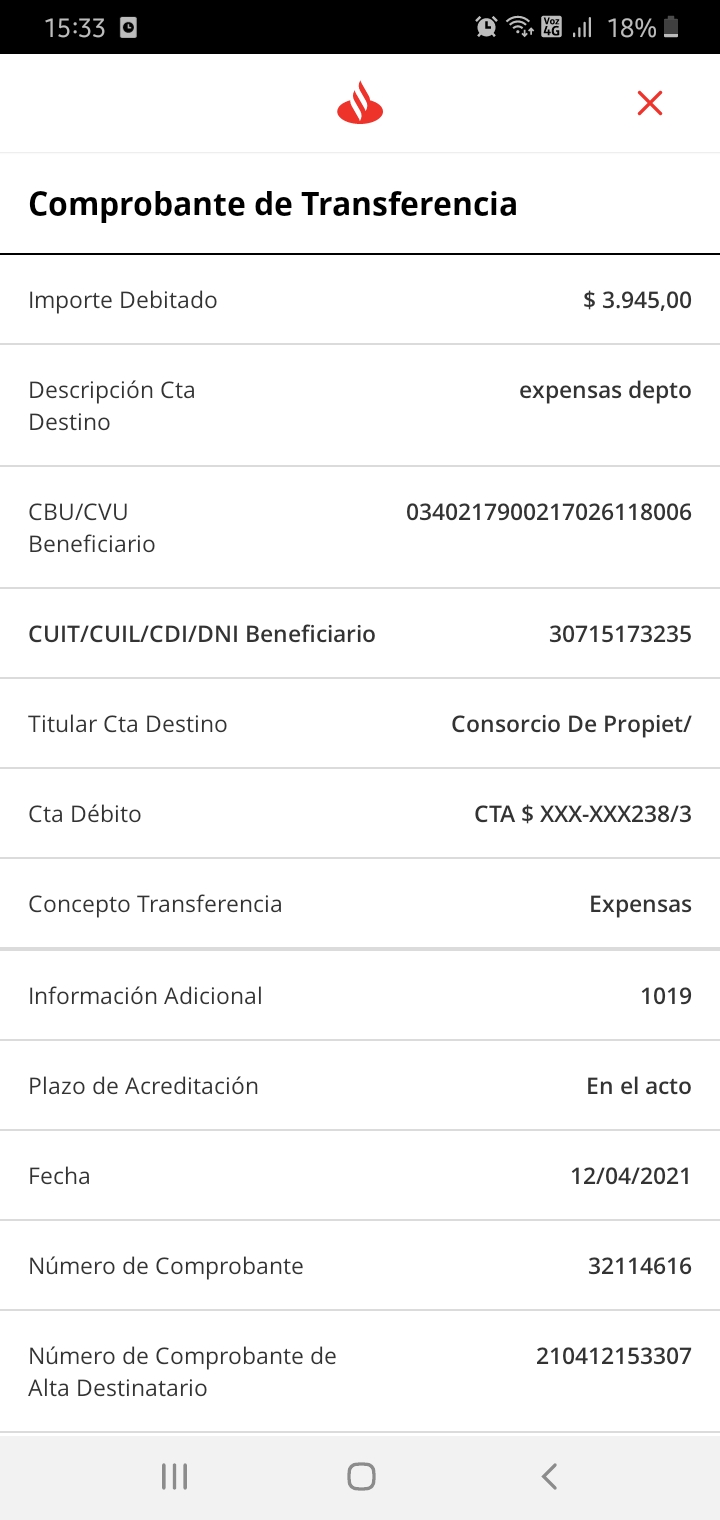 15:33 Voz 4G 18%
Comprobante de Transferencia
Importe Debitado $ 3.945,00
Descripción Cta expensas depto
Destino
CBU/CVU 0340217900217026118006
Beneficiario
CUIT/CUIL/CDI/DNI Beneficiario 30715173235
Titular Cta Destino Consorcio De Propiet/
Cta Débito CTA $ XXX-XXX238/3
Concepto Transferencia Expensas
Información Adicional 1019
Plazo de Acreditación En el acto
Fecha 12/04/2021
Número de Comprobante 32114616
Número de Comprobante de 210412153307
Alta Destinatario